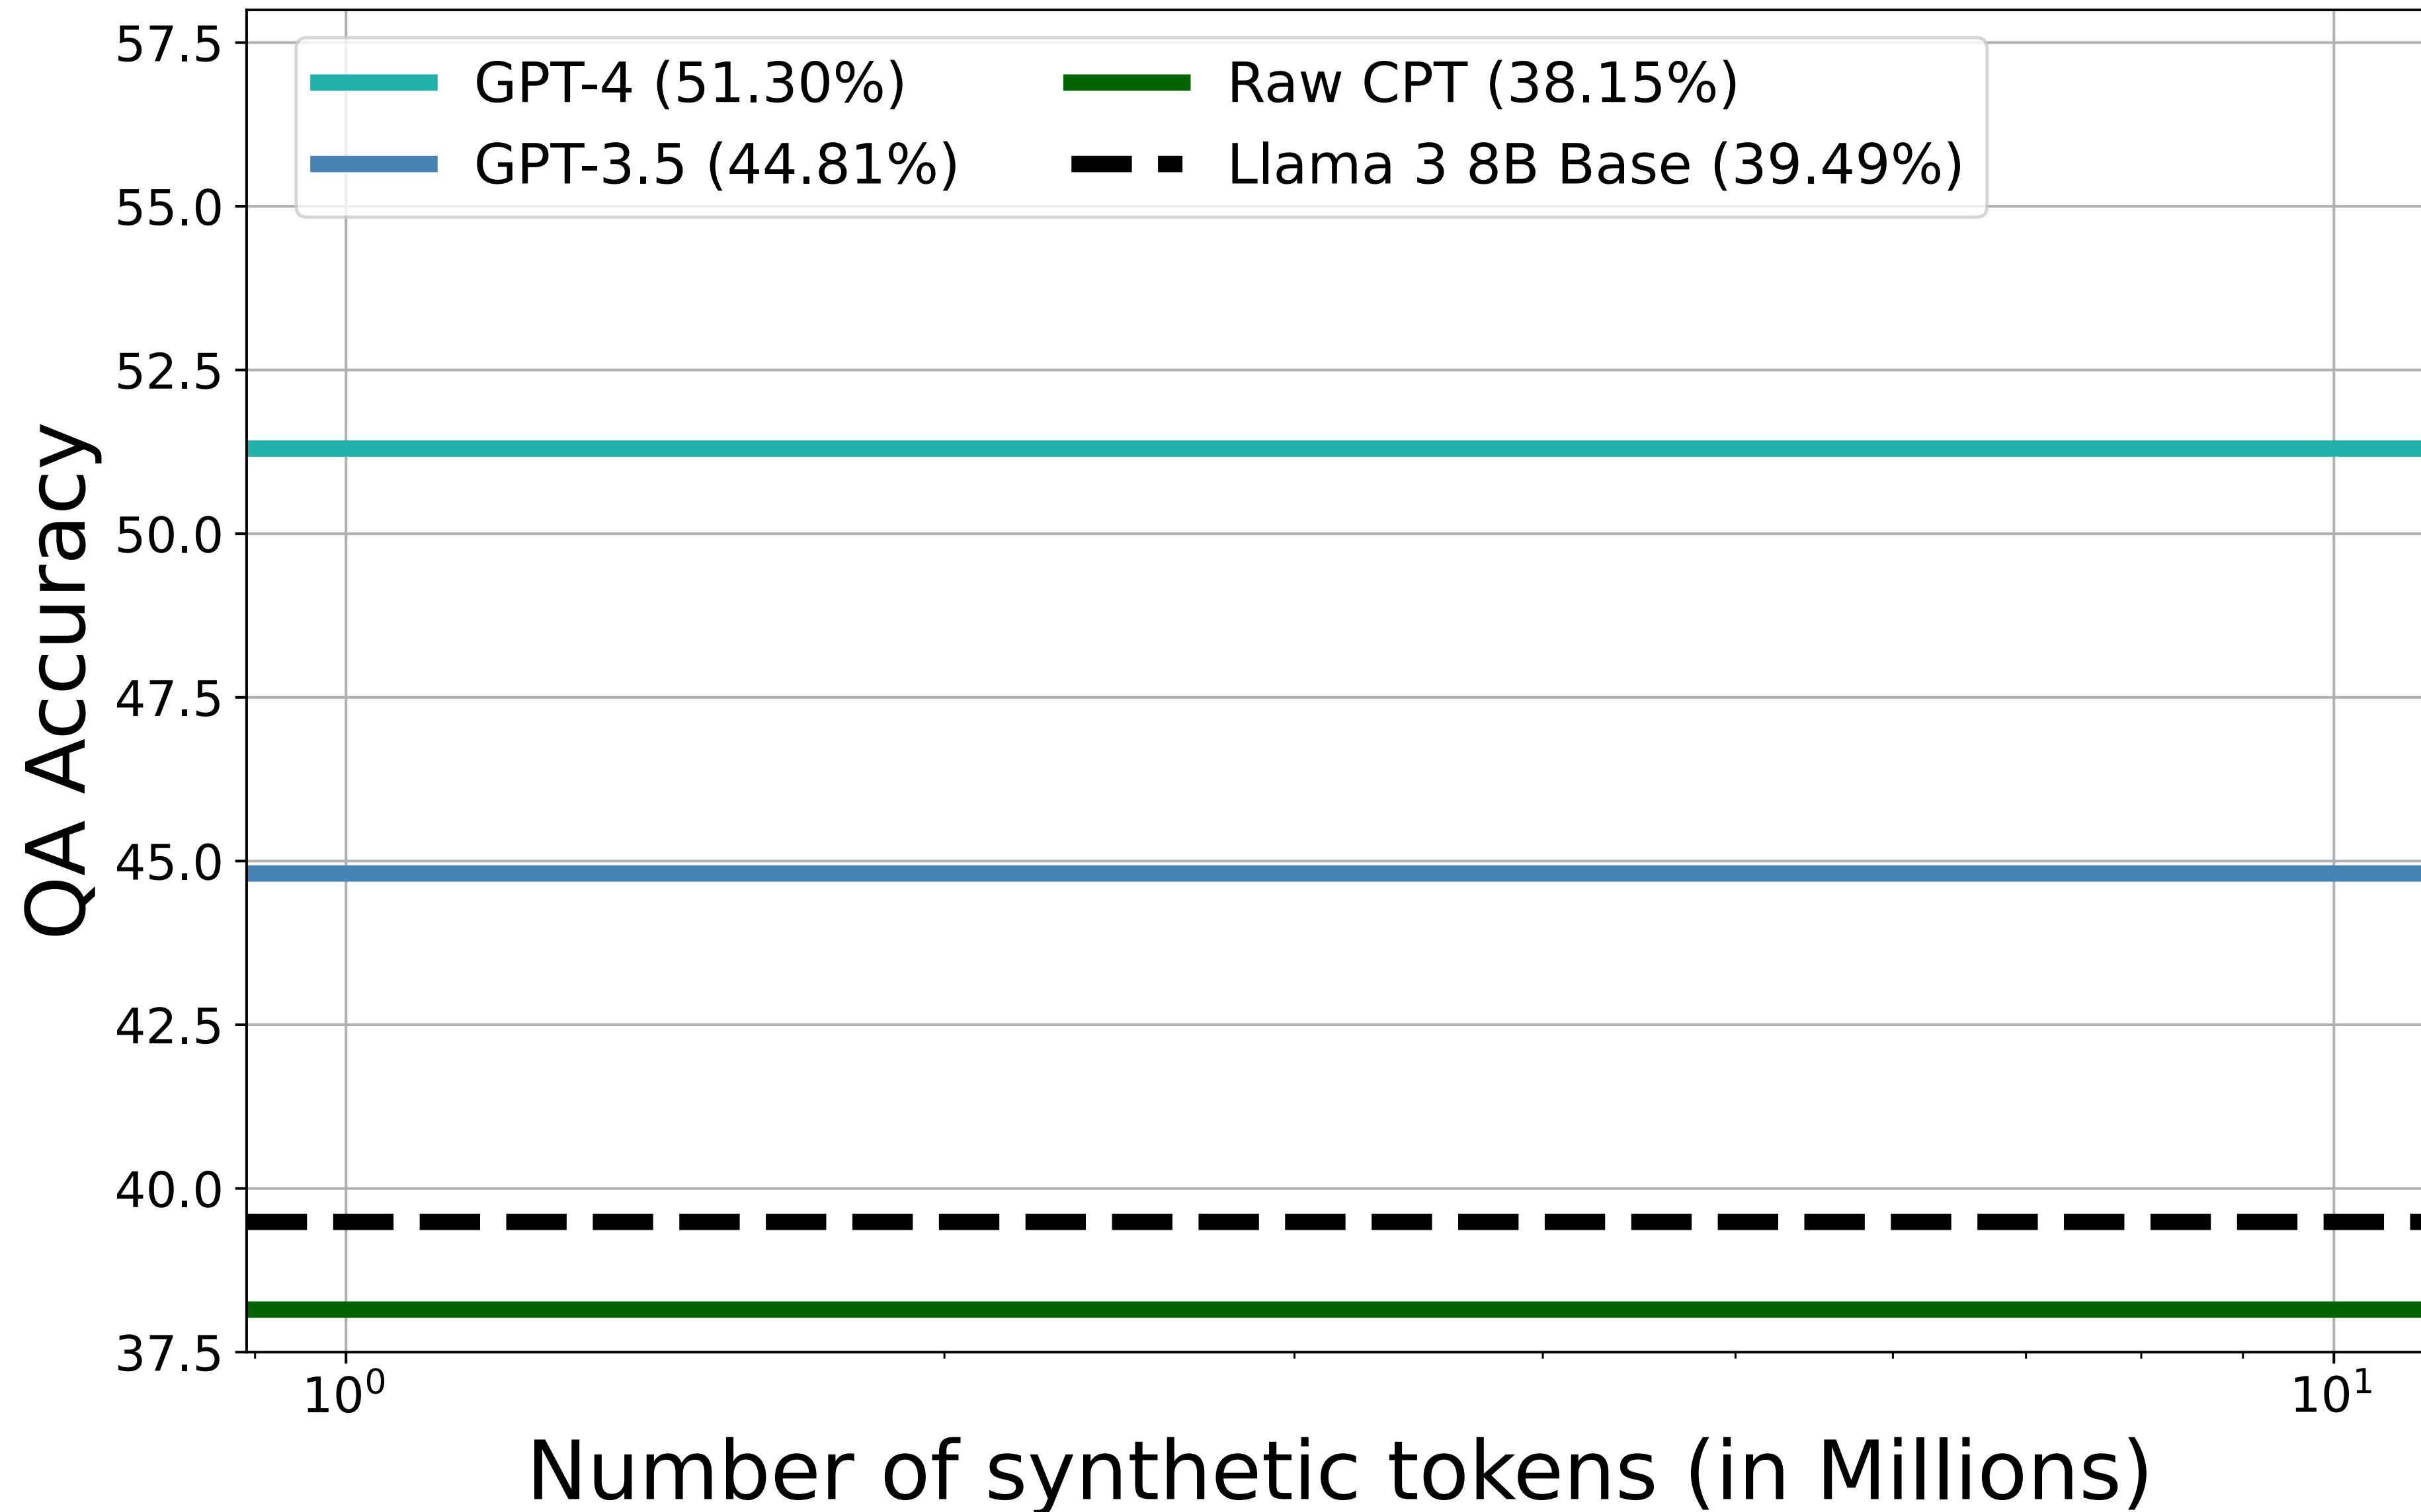 GPT-4 (51.30%)
GPT-3.5 (44.81%)
Raw CPT (38.15%)
Llama 3 8B Base (39.49%)
QA Accuracy
57.5
55.0
52.5
50.0
47.5
45.0
42.5
40.0
37.5
10⁰
10¹
Number of synthetic tokens (in Millions)